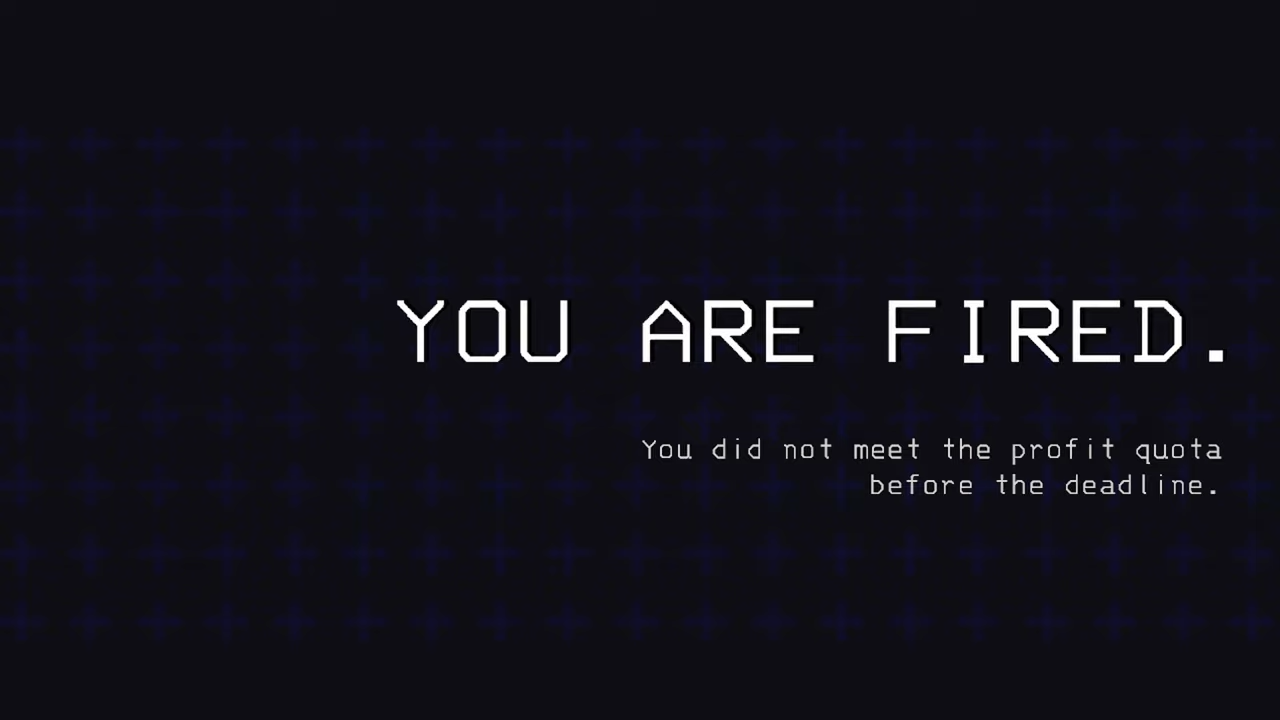 YOU ARE FIRED.
You did not meet the profit quota
before the deadline.